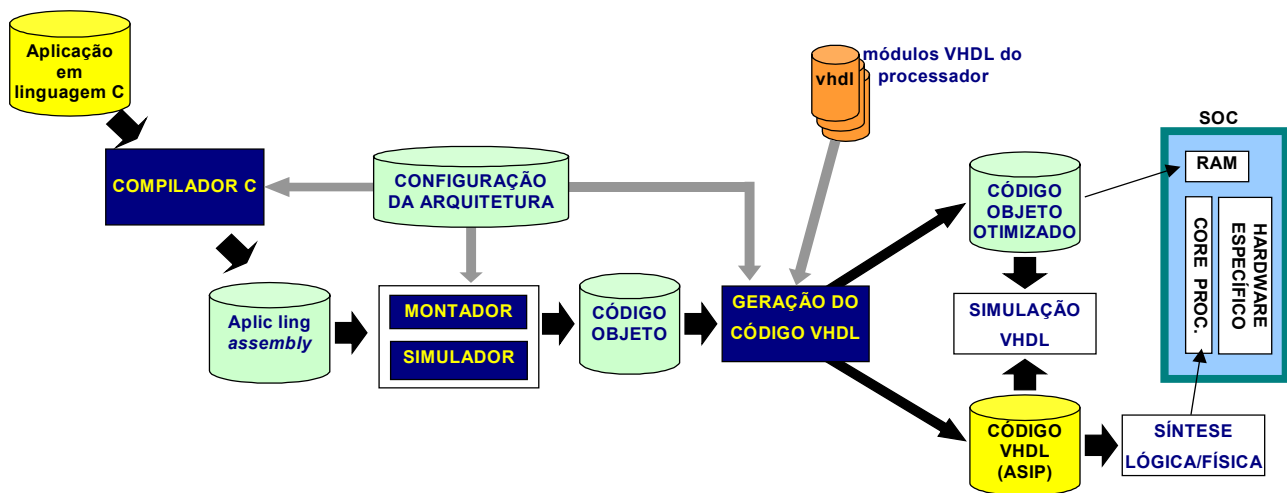 Aplicação
em
linguagem C
vhdl
módulos VHDL do
processador
SOC
COMPILADOR C
CONFIGURAÇÃO
DA ARQUITETURA
CÓDIGO
OBJETO
OTIMIZADO
RAM
CORE PROC.
HARDWARE
ESPECÍFICO
Aplic ling
assembly
MONTADOR
SIMULADOR
CÓDIGO
OBJETO
GERAÇÃO DO
CÓDIGO VHDL
SIMULAÇÃO
VHDL
CÓDIGO
VHDL
(ASIP)
SÍNTESE
LÓGICA/FÍSICA